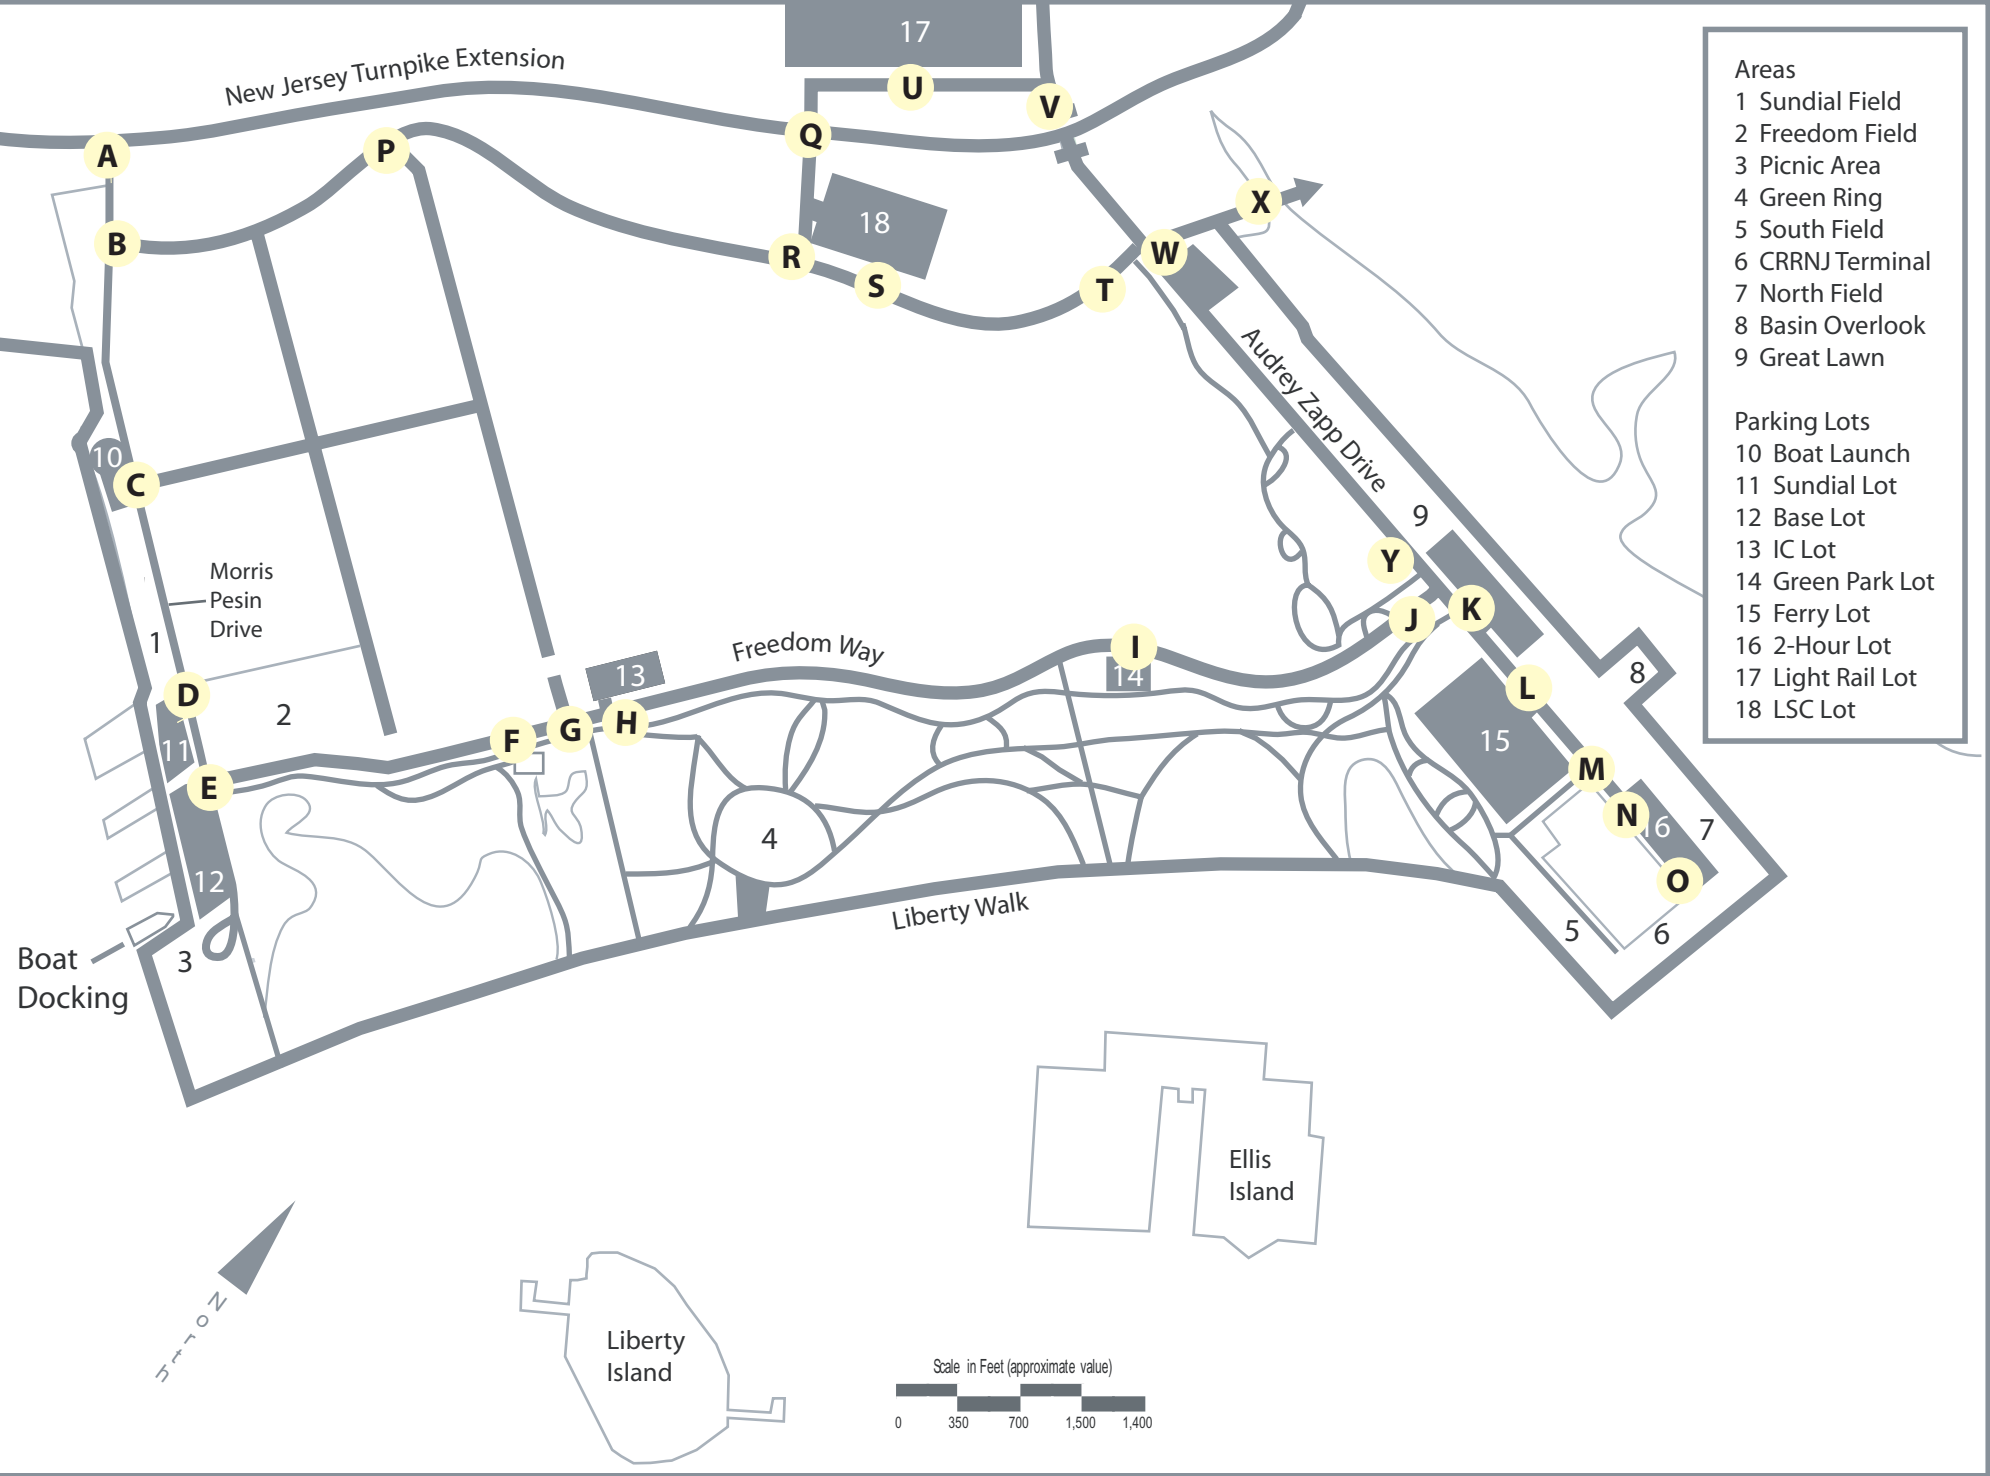 17
New Jersey Turnpike Extension
U
V
Q
A
P
18
X
B
R
S
W
T
Areas
1 Sundial Field
2 Freedom Field
3 Picnic Area
4 Green Ring
5 South Field
6 CRRNJ Terminal
7 North Field
8 Basin Overlook
9 Great Lawn
Parking Lots
10 Boat Launch
11 Sundial Lot
12 Base Lot
13 IC Lot
14 Green Park Lot
15 Ferry Lot
16 2-Hour Lot
17 Light Rail Lot
18 LSC Lot
Audrey Zapp Drive
10
C
9
Y
Morris
Pesin
Drive
1
J
K
Freedom Way
I
14
13
8
D
2
L
11
F
G
H
15
E
M
N
16
7
4
12
O
Liberty Walk
5
6
Boat
Docking
3
Ellis
Island
North
Liberty
Island
Scale in Feet (approximate value)
0 350 700 1,500 1,400